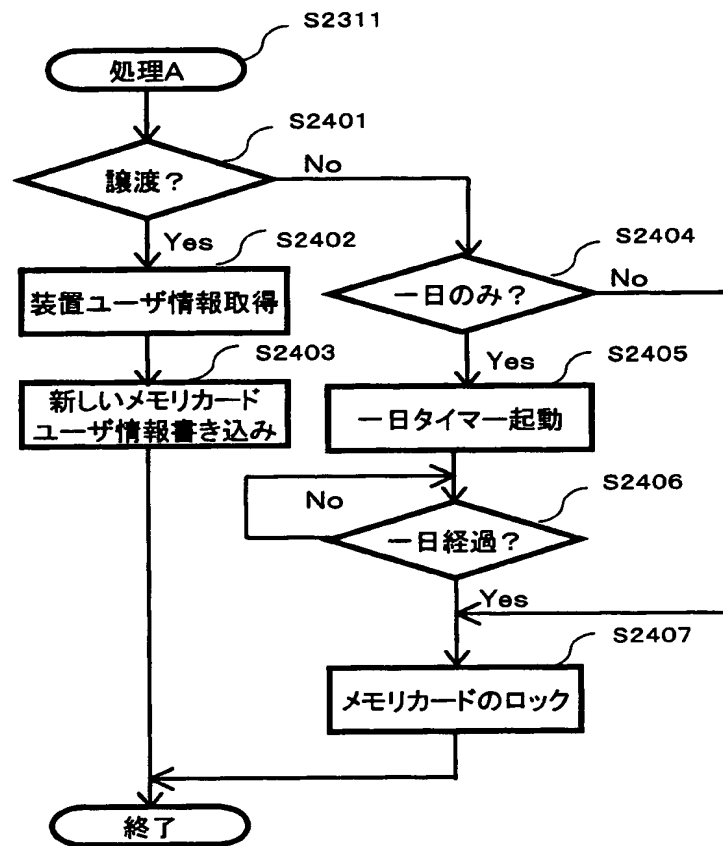 S2311
処理A
S2401
譲渡?
No
Yes
S2402
装置ユーザ情報取得
S2403
新しいメモリカード
ユーザ情報書き込み
S2404
一日のみ?
No
Yes
S2405
一日タイマー起動
No
S2406
一日経過?
Yes
S2407
メモリカードのロック
終了